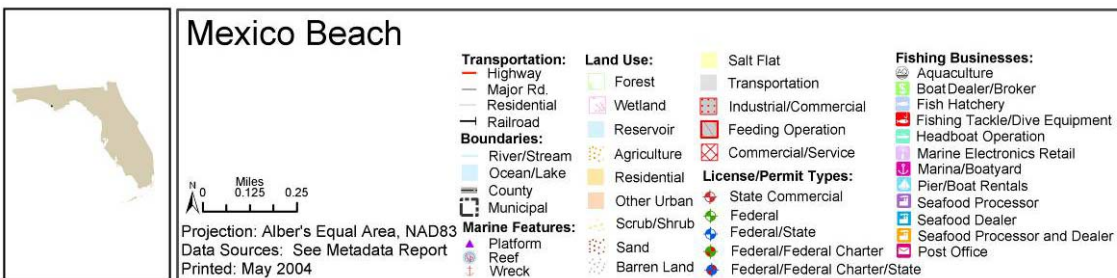 Mexico Beach
N
Miles
0 0.125 0.25
Projection: Alber's Equal Area, NAD83
Data Sources: See Metadata Report
Printed: May 2004
Transportation:
Highway
Major Rd.
Residential
Railroad
Boundaries:
River/Stream
Ocean/Lake
County
Municipal
Marine Features:
Platform
Reef
Wreck
Land Use:
Forest
Wetland
Reservoir
Agriculture
Residential
Other Urban
Scrub/Shrub
Sand
Barren Land
Salt Flat
Transportation
Industrial/Commercial
Feeding Operation
Commercial/Service
License/Permit Types:
State Commercial
Federal
Federal/State
Federal/Federal Charter
Federal/Federal Charter/State
Fishing Businesses:
AQ Aquaculture
Boat Dealer/Broker
Fish Hatchery
Fishing Tackle/Dive Equipment
Headboat Operation
Marine Electronics Retail
Marina/Boatyard
Pier/Boat Rentals
Seafood Processor
Seafood Dealer
Seafood Processor and Dealer
Post Office